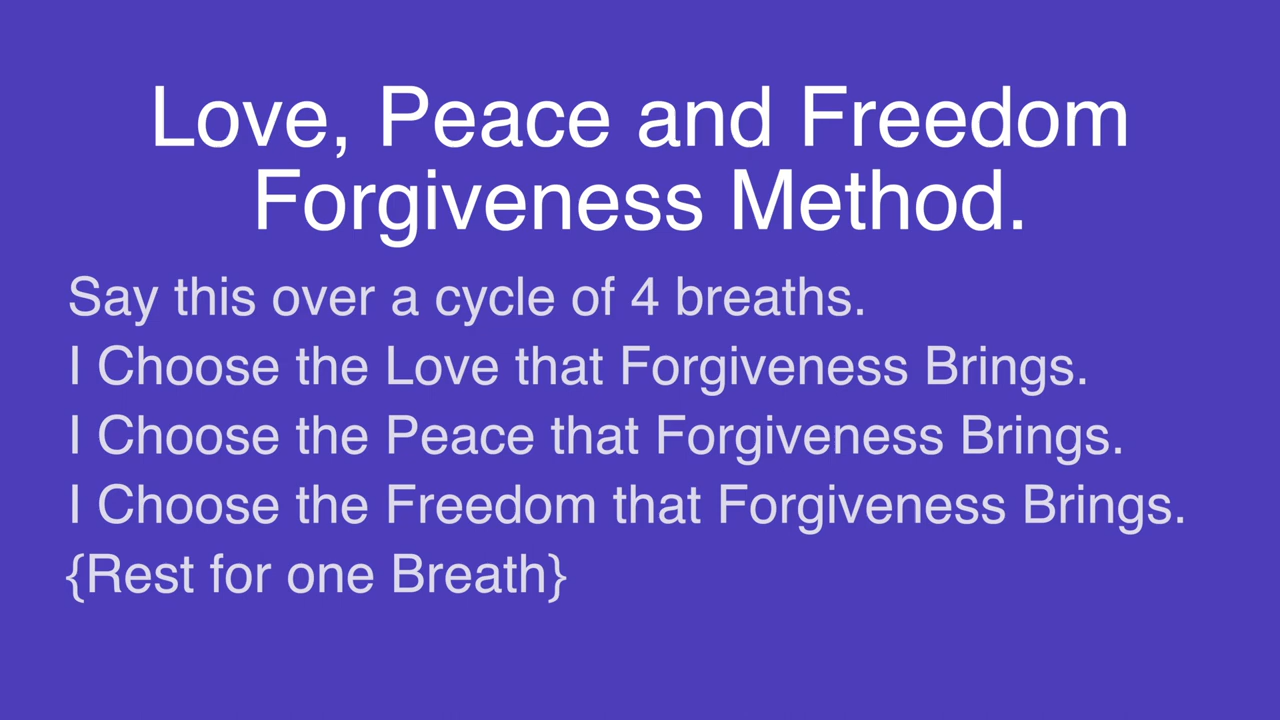 Love, Peace and Freedom
Forgiveness Method.
Say this over a cycle of 4 breaths.
I Choose the Love that Forgiveness Brings.
I Choose the Peace that Forgiveness Brings.
I Choose the Freedom that Forgiveness Brings.
{Rest for one Breath}